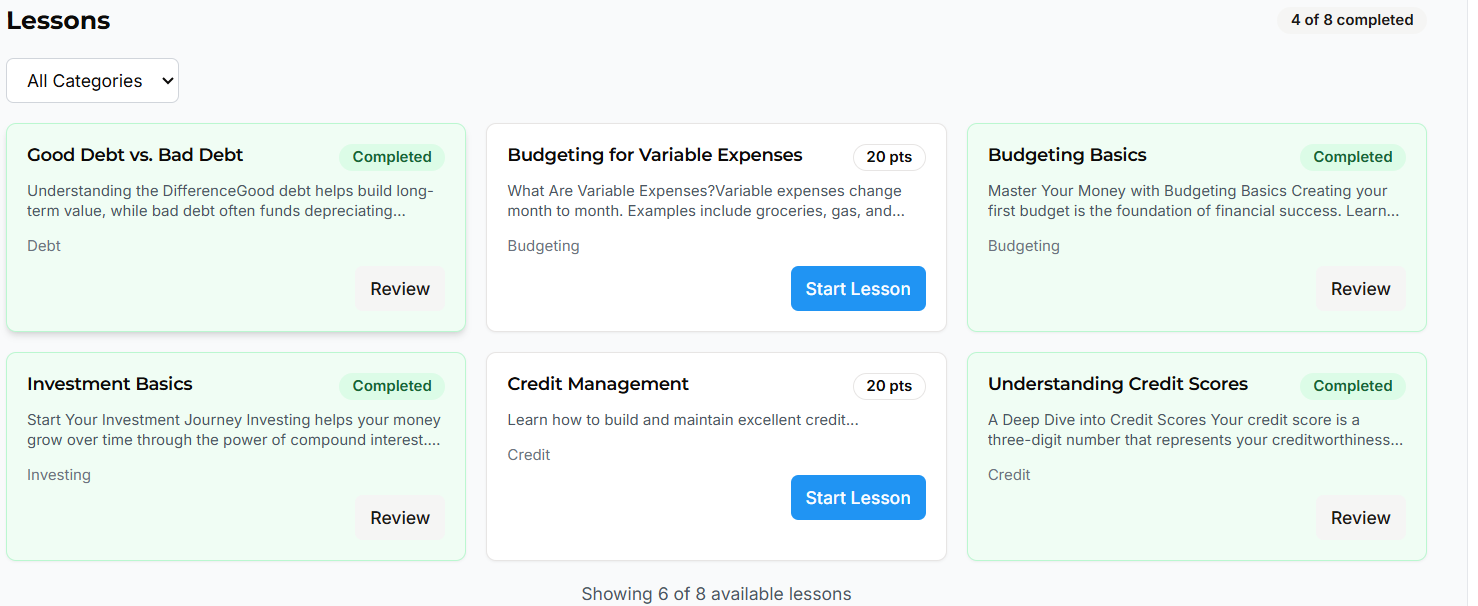 Lessons
4 of 8 completed
All Categories
Good Debt vs. Bad Debt
Completed
Understanding the DifferenceGood debt helps build long-
term value, while bad debt often funds depreciating...
Debt
Review
Budgeting for Variable Expenses
20 pts
What Are Variable Expenses?Variable expenses change
month to month. Examples include groceries, gas, and...
Budgeting
Start Lesson
Budgeting Basics
Completed
Master Your Money with Budgeting Basics Creating your
first budget is the foundation of financial success. Learn...
Budgeting
Review
Investment Basics
Completed
Start Your Investment Journey Investing helps your money
grow over time through the power of compound interest....
Investing
Review
Credit Management
20 pts
Learn how to build and maintain excellent credit...
Credit
Start Lesson
Understanding Credit Scores
Completed
A Deep Dive into Credit Scores Your credit score is a
three-digit number that represents your creditworthiness...
Credit
Review
Showing 6 of 8 available lessons